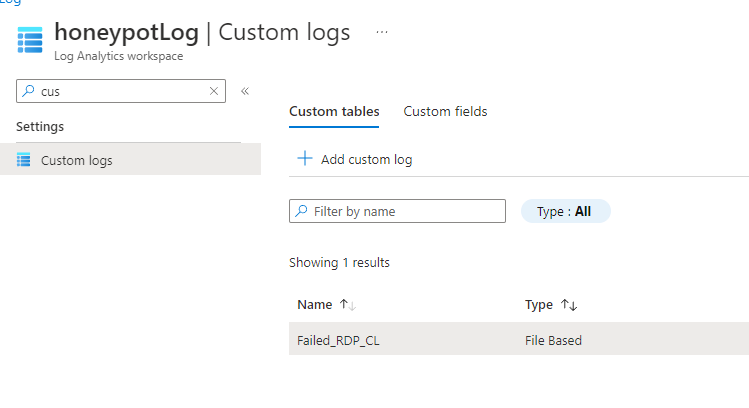 Log
honeypotLog | Custom logs ...
Log Analytics workspace
cus
Settings
Custom logs
Custom tables Custom fields
Add custom log
Filter by name
Type : All
Showing 1 results
Name Type
Failed_RDP_CL File Based